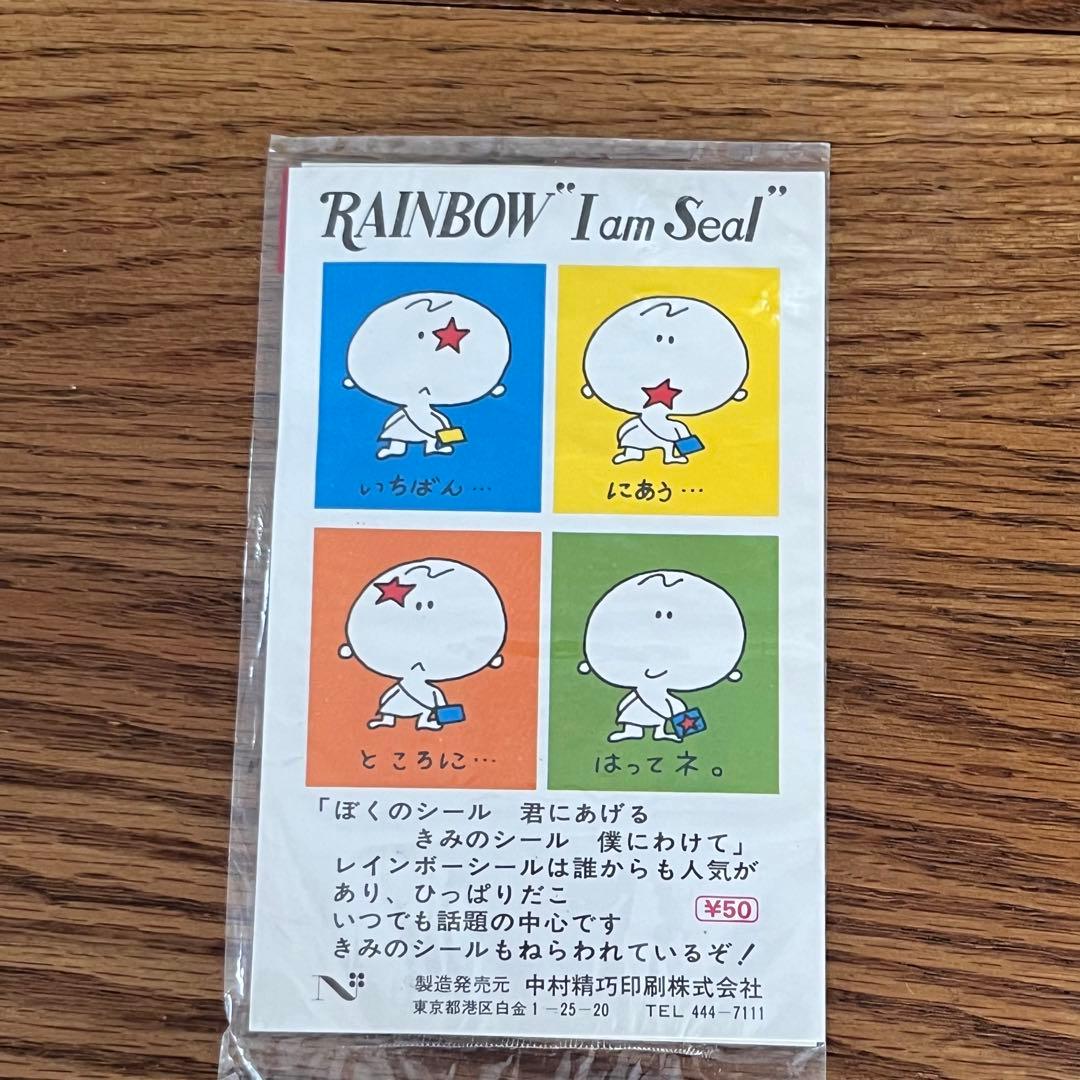 RAINBOW "I am Seal"
いちばん…
にあう…
ところに…
はってネ。
「ぼくのシール　君にあげる
きみのシール　僕にわけて」
レインボーシールは誰からも人気が
あり、ひっぱりだこ
¥50
いつでも話題の中心です
きみのシールもねらわれているぞ！
N 製造発売元　中村精巧印刷株式会社
東京都港区白金1－25－20　TEL 444－7111